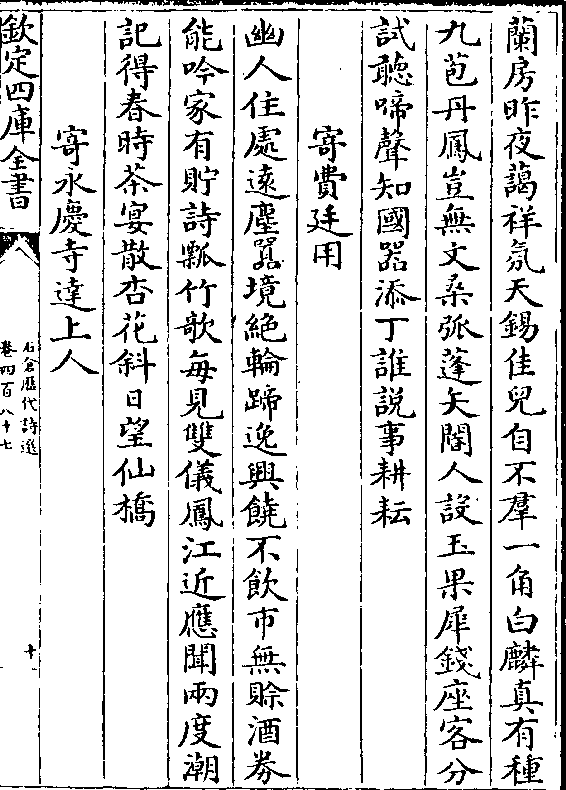 蘭房昨夜藹祥氛天錫佳兒自不羣一角白麟真有種
九苞丹鳳豈無文桑弧蓬矢閽人設玉果犀錢座客分
試聽啼聲知國器添丁誰説事耕耘
寄費廷用
幽人住處遠塵囂境絶輪蹄逸興饒不飲市無賒酒券
能吟家有貯詩瓢竹歌毎見雙儀鳳江近應聞兩度潮
記得春時茶宴散杏花斜日望仙橋
寄永慶寺達上人
欽定四庫全書
石倉歴代詩選
卷四百八十七
十